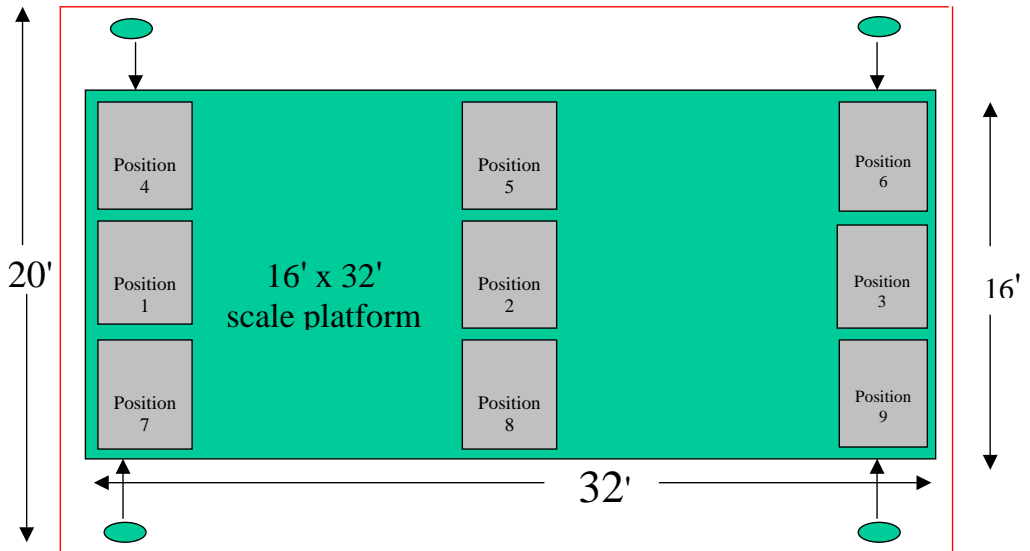 Position
4
Position
5
Position
6
20'
Position
1
16' x 32'
scale platform
Position
2
Position
3
16'
Position
7
Position
8
Position
9
32'